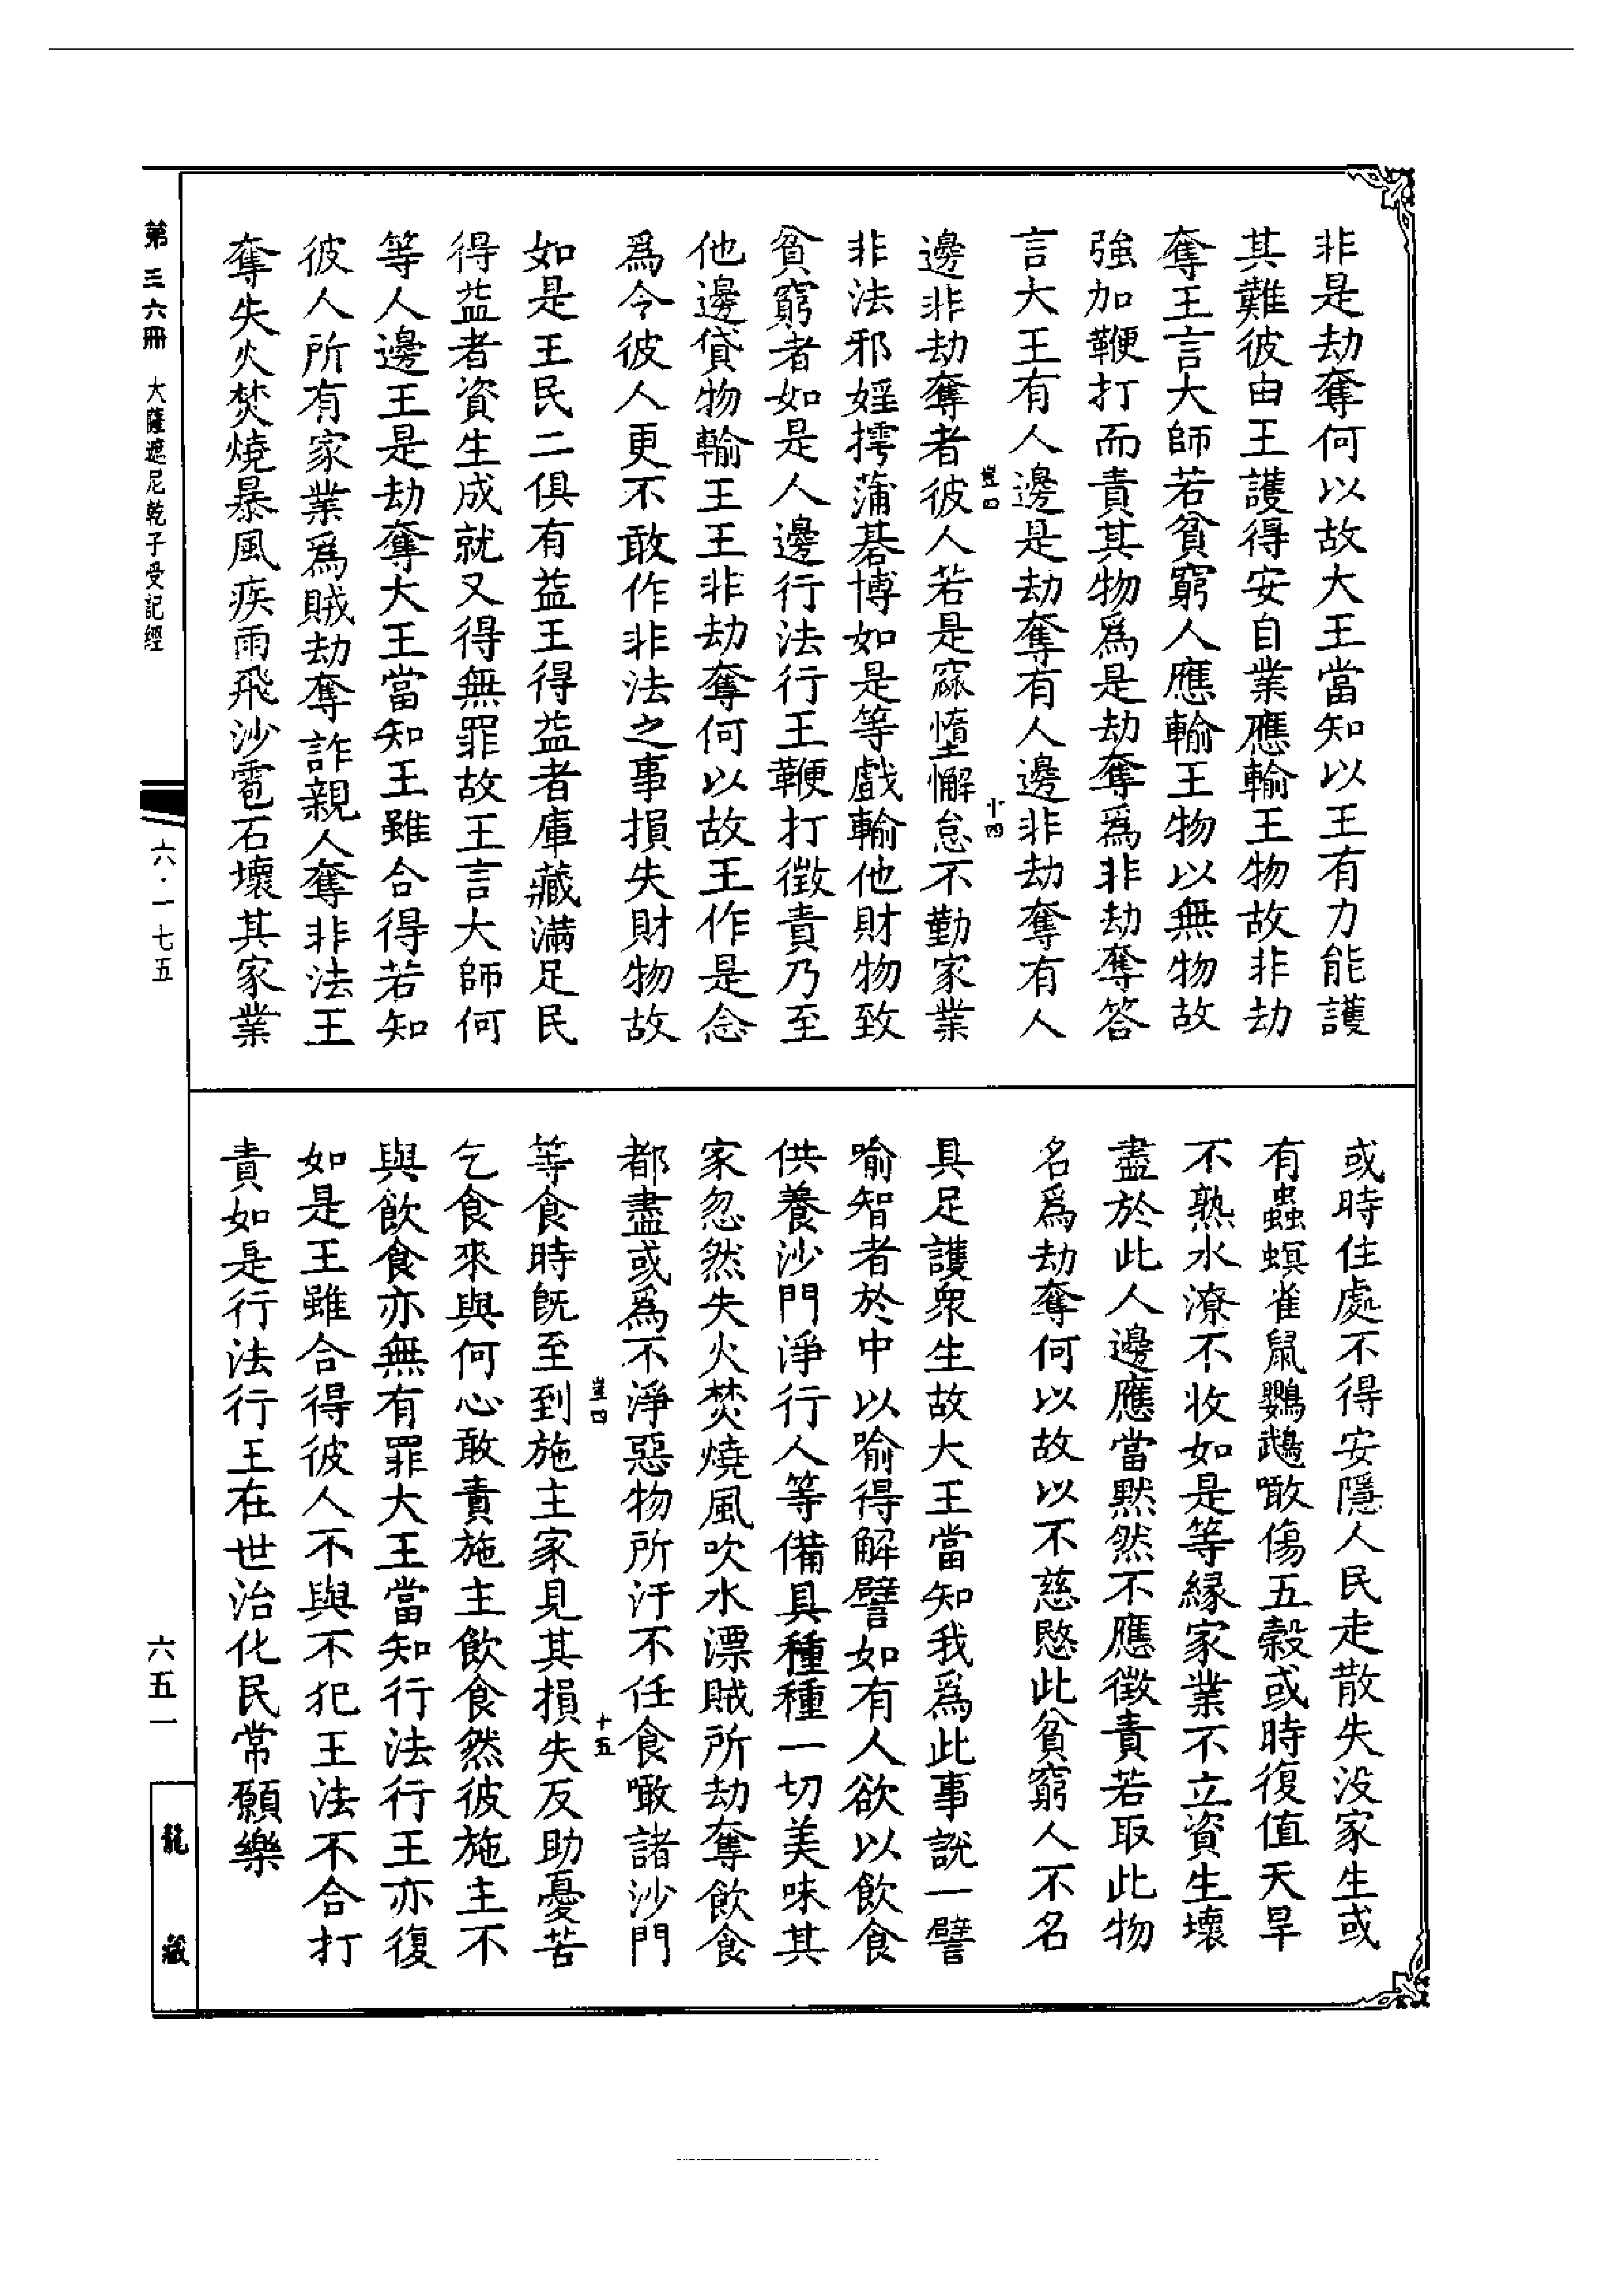 非是劫奪何以故大王當知以王有力能護
其難彼由王護得安自業應輸王物故非劫
奪王言大師若貧窮人應輸王物以無物故
強加鞭打而責其物爲是劫奪爲非劫奪答
言大王有人邊是劫奪有人邊非劫奪有人
豈四
十四
邊非劫奪者彼人若是窳惰懈怠不勤家業
非法邪婬摴蒲碁博如是等戲輸他財物致
貧窮者如是人邊行法行王鞭打徵責乃至
他邊貸物輸王王非劫奪何以故王作是念
爲令彼人更不敢作非法之事損失財物故
如是王民二俱有益王得益者庫藏滿足民
得益者資生成就又得無罪故王言大師何
等人邊王是劫奪大王當知王雖合得若知
彼人所有家業爲賊劫奪詐親人奪非法王
奪失火焚燒暴風疾雨飛沙雹石壞其家業
或時住處不得安隱人民走散失没家生或
有蟲螟雀鼠鸚鵡噉傷五穀或時復值天旱
不熟水潦不收如是等緣家業不立資生壞
盡於此人邊應當默然不應徵責若取此物
名爲劫奪何以故以不慈愍此貧窮人不名
具足護衆生故大王當知我爲此事説一譬
喻智者於中以喻得解譬如有人欲以飲食
供養沙門淨行人等備具種種一切美味其
家忽然失火焚燒風吹水漂賊所劫奪飲食
都盡或爲不淨惡物所汙不任食噉諸沙門
豈四
十五
等食時既至到施主家見其損失反助憂苦
乞食來與何心敢責施主飲食然彼施主不
與飲食亦無有罪大王當知行法行王亦復
如是王雖合得彼人不與不犯王法不合打
責如是行法行王在世治化民常願樂
第三六冊 大薩遮尼乾子受記經
六·一七五
六五一
龍藏